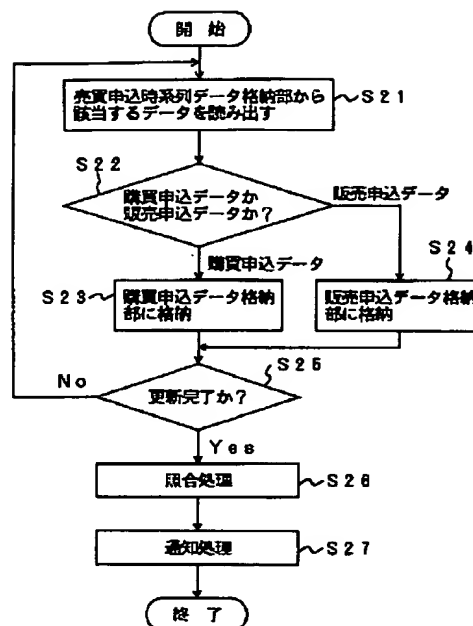 開 始
売買申込時系列データ格納部から
該当するデータを読み出す
S21
S22
購買申込データか
販売申込データか?
販売申込データ
購買申込データ
S23
購買申込データ格納
部に格納
S24
販売申込データ格納
部に格納
S25
更新完了か?
No
Yes
照合処理
S26
通知処理
S27
終 了